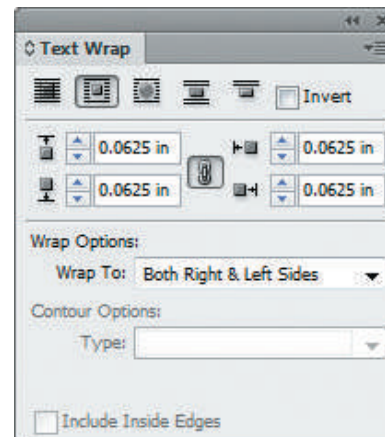 Text Wrap
Invert
0.0625 in 0.0625 in
0.0625 in 0.0625 in
Wrap Options:
Wrap To: Both Right & Left Sides
Contour Options:
Type:
Include Inside Edges